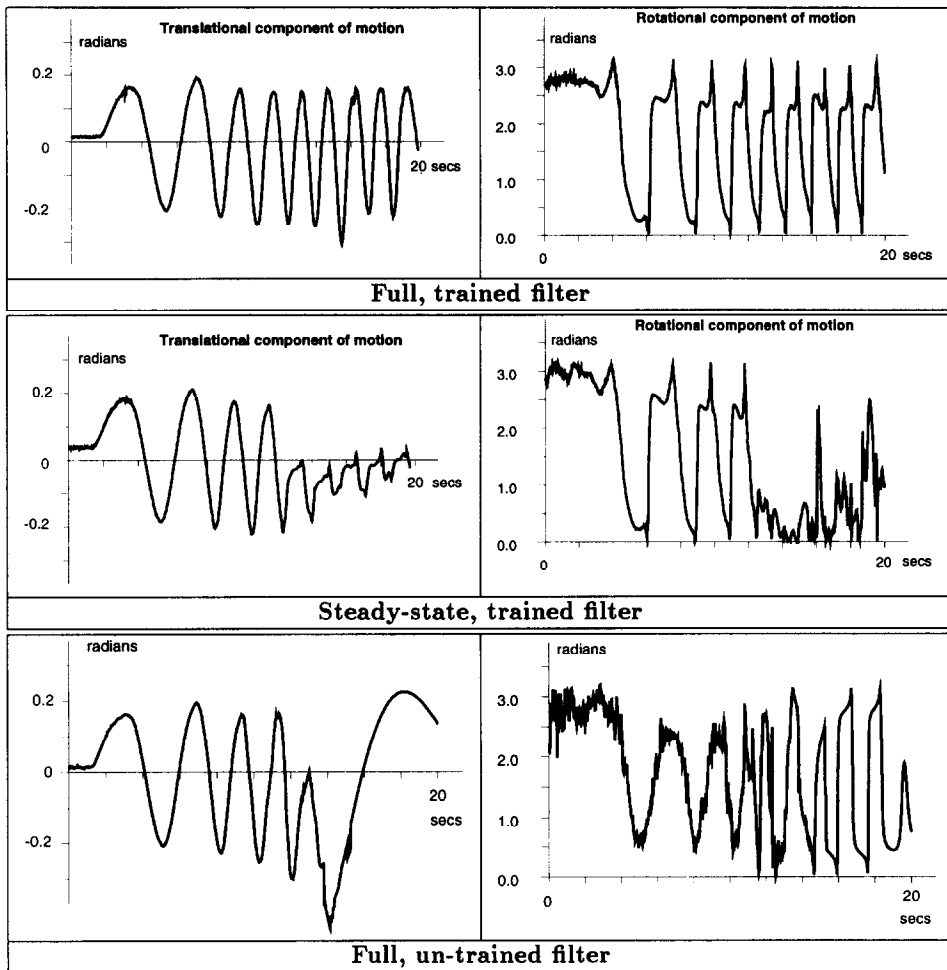 Translational component of motion
radians
0.2
0
-0.2
20 secs
Rotational component of motion
radians
3.0
2.0
1.0
0.0
0
20
secs
Full, trained filter
Translational component of motion
radians
0.2
0
-0.2
20
secs
Rotational component of motion
radians
3.0
2.0
1.0
0.0
0
20
secs
Steady-state, trained filter
radians
0.2
0
-0.2
20
secs
radians
3.0
2.0
1.0
0.0
0
20
secs
Full, un-trained filter